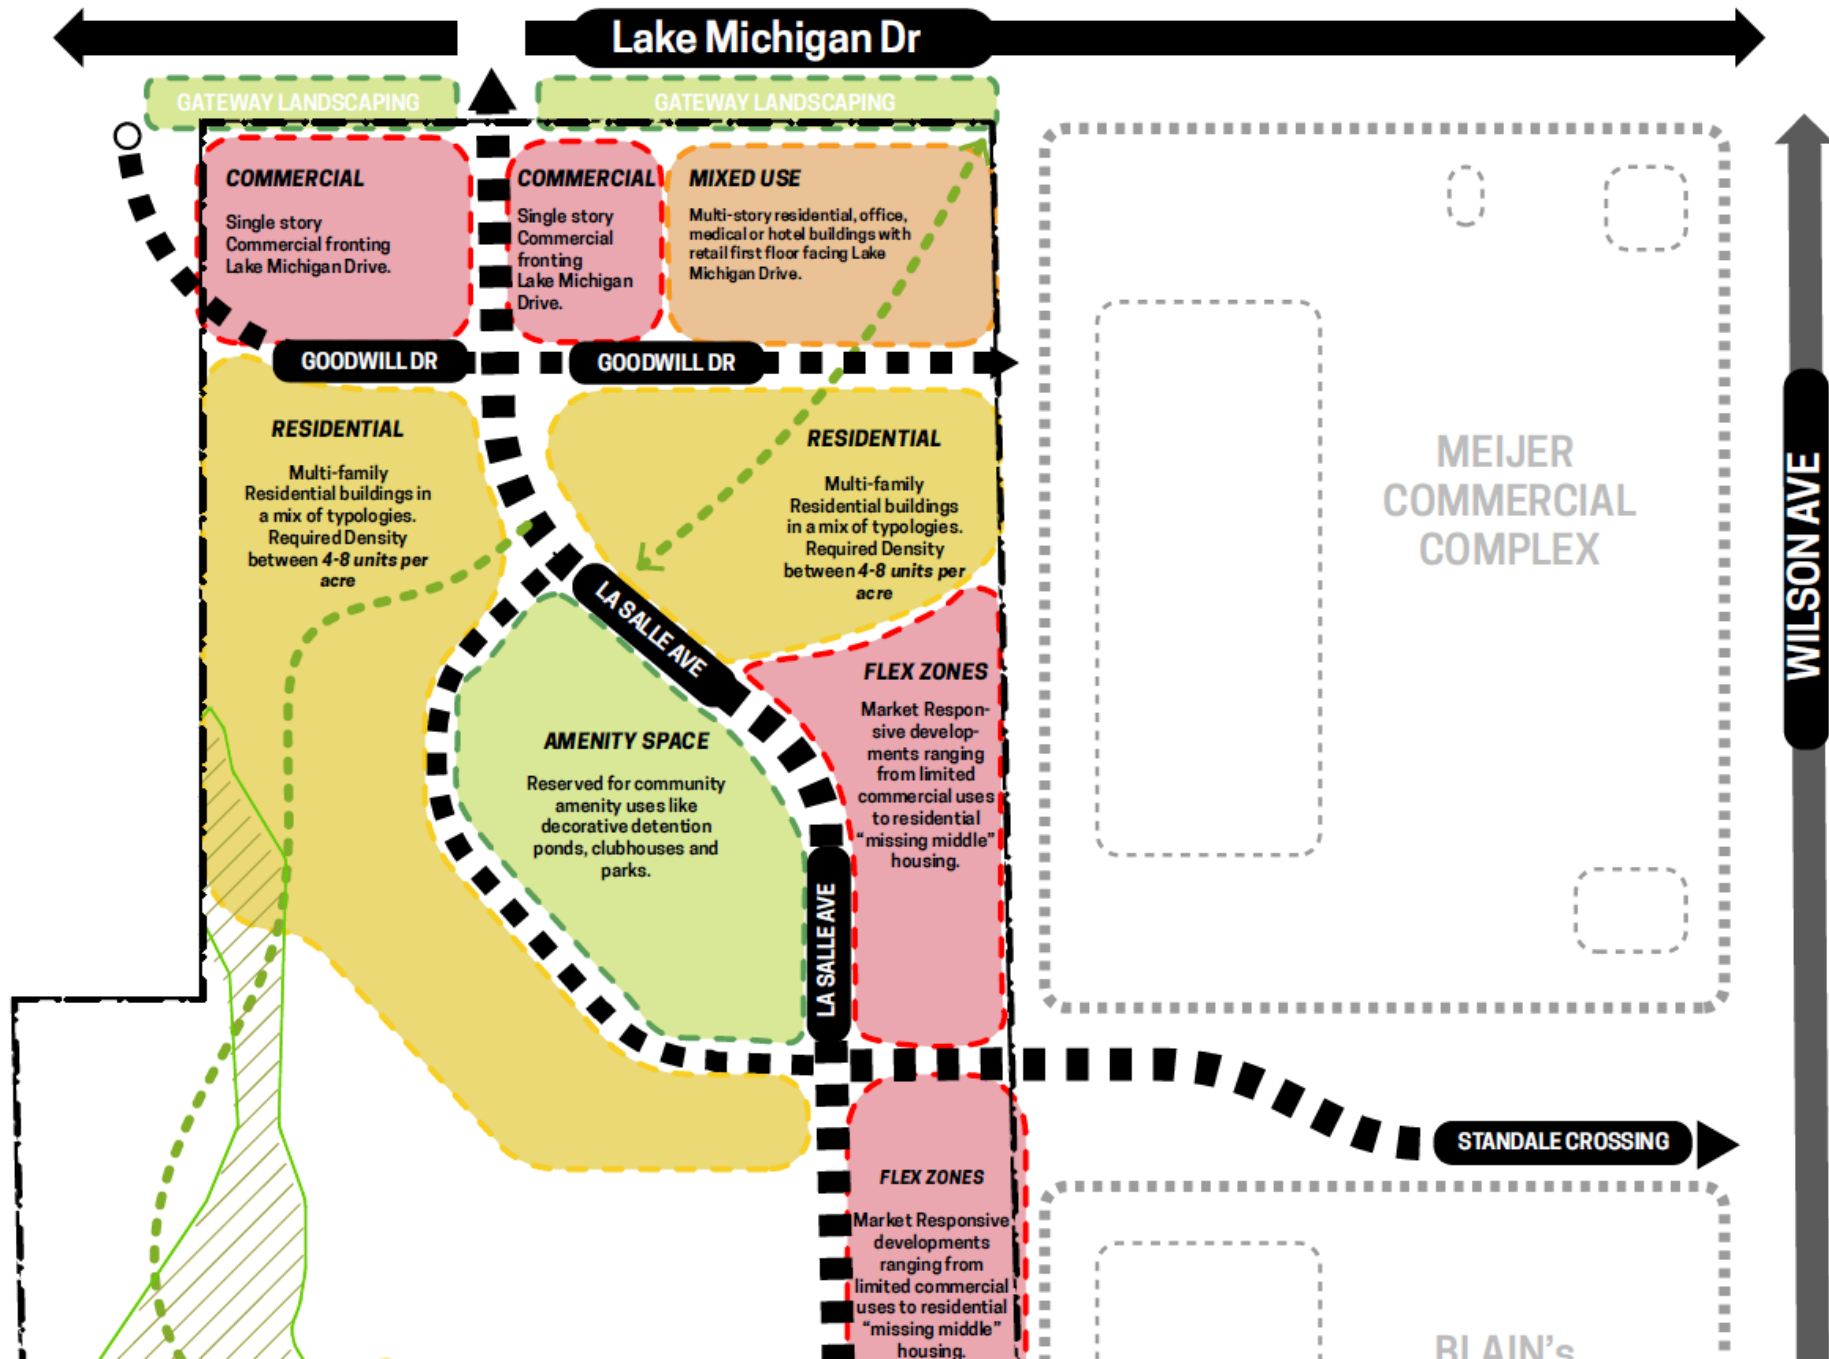 Lake Michigan Dr
GATEWAY LANDSCAPING
GATEWAY LANDSCAPING
COMMERCIAL
Single story
Commercial fronting
Lake Michigan Drive.
COMMERCIAL
Single story
Commercial
fronting
Lake Michigan
Drive.
MIXED USE
Multi-story residential, office,
medical or hotel buildings with
retail first floor facing Lake
Michigan Drive.
GOODWILL DR
GOODWILL DR
RESIDENTIAL
Multi-family
Residential buildings in
a mix of typologies.
Required Density
between 4-8 units per
acre
RESIDENTIAL
Multi-family
Residential buildings
in a mix of typologies.
Required Density
between 4-8 units per
acre
MEIJER
COMMERCIAL
COMPLEX
WILSON AVE
LA SALLE AVE
FLEX ZONES
Market Respon-
sive develop-
ments ranging
from limited
commercial uses
to residential
“missing middle”
housing.
AMENITY SPACE
Reserved for community
amenity uses like
decorative detention
ponds, clubhouses and
parks.
LA SALLE AVE
STANDALE CROSSING
FLEX ZONES
Market Responsive
developments
ranging from
limited commercial
uses to residential
“missing middle”
housing.
BLAIN's